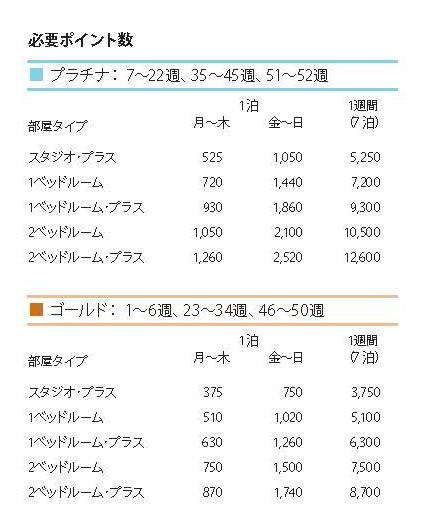 必要ポイント数
プラチナ： 7～22週、35～45週、51～52週
1泊 1週間
部屋タイプ 月～木 金～日 (7泊)
スタジオ・プラス 525 1,050 5,250
1ベッドルーム 720 1,440 7,200
1ベッドルーム・プラス 930 1,860 9,300
2ベッドルーム 1,050 2,100 10,500
2ベッドルーム・プラス 1,260 2,520 12,600
ゴールド： 1～6週、23～34週、46～50週
1泊 1週間
部屋タイプ 月～木 金～日 (7泊)
スタジオ・プラス 375 750 3,750
1ベッドルーム 510 1,020 5,100
1ベッドルーム・プラス 630 1,260 6,300
2ベッドルーム 750 1,500 7,500
2ベッドルーム・プラス 870 1,740 8,700